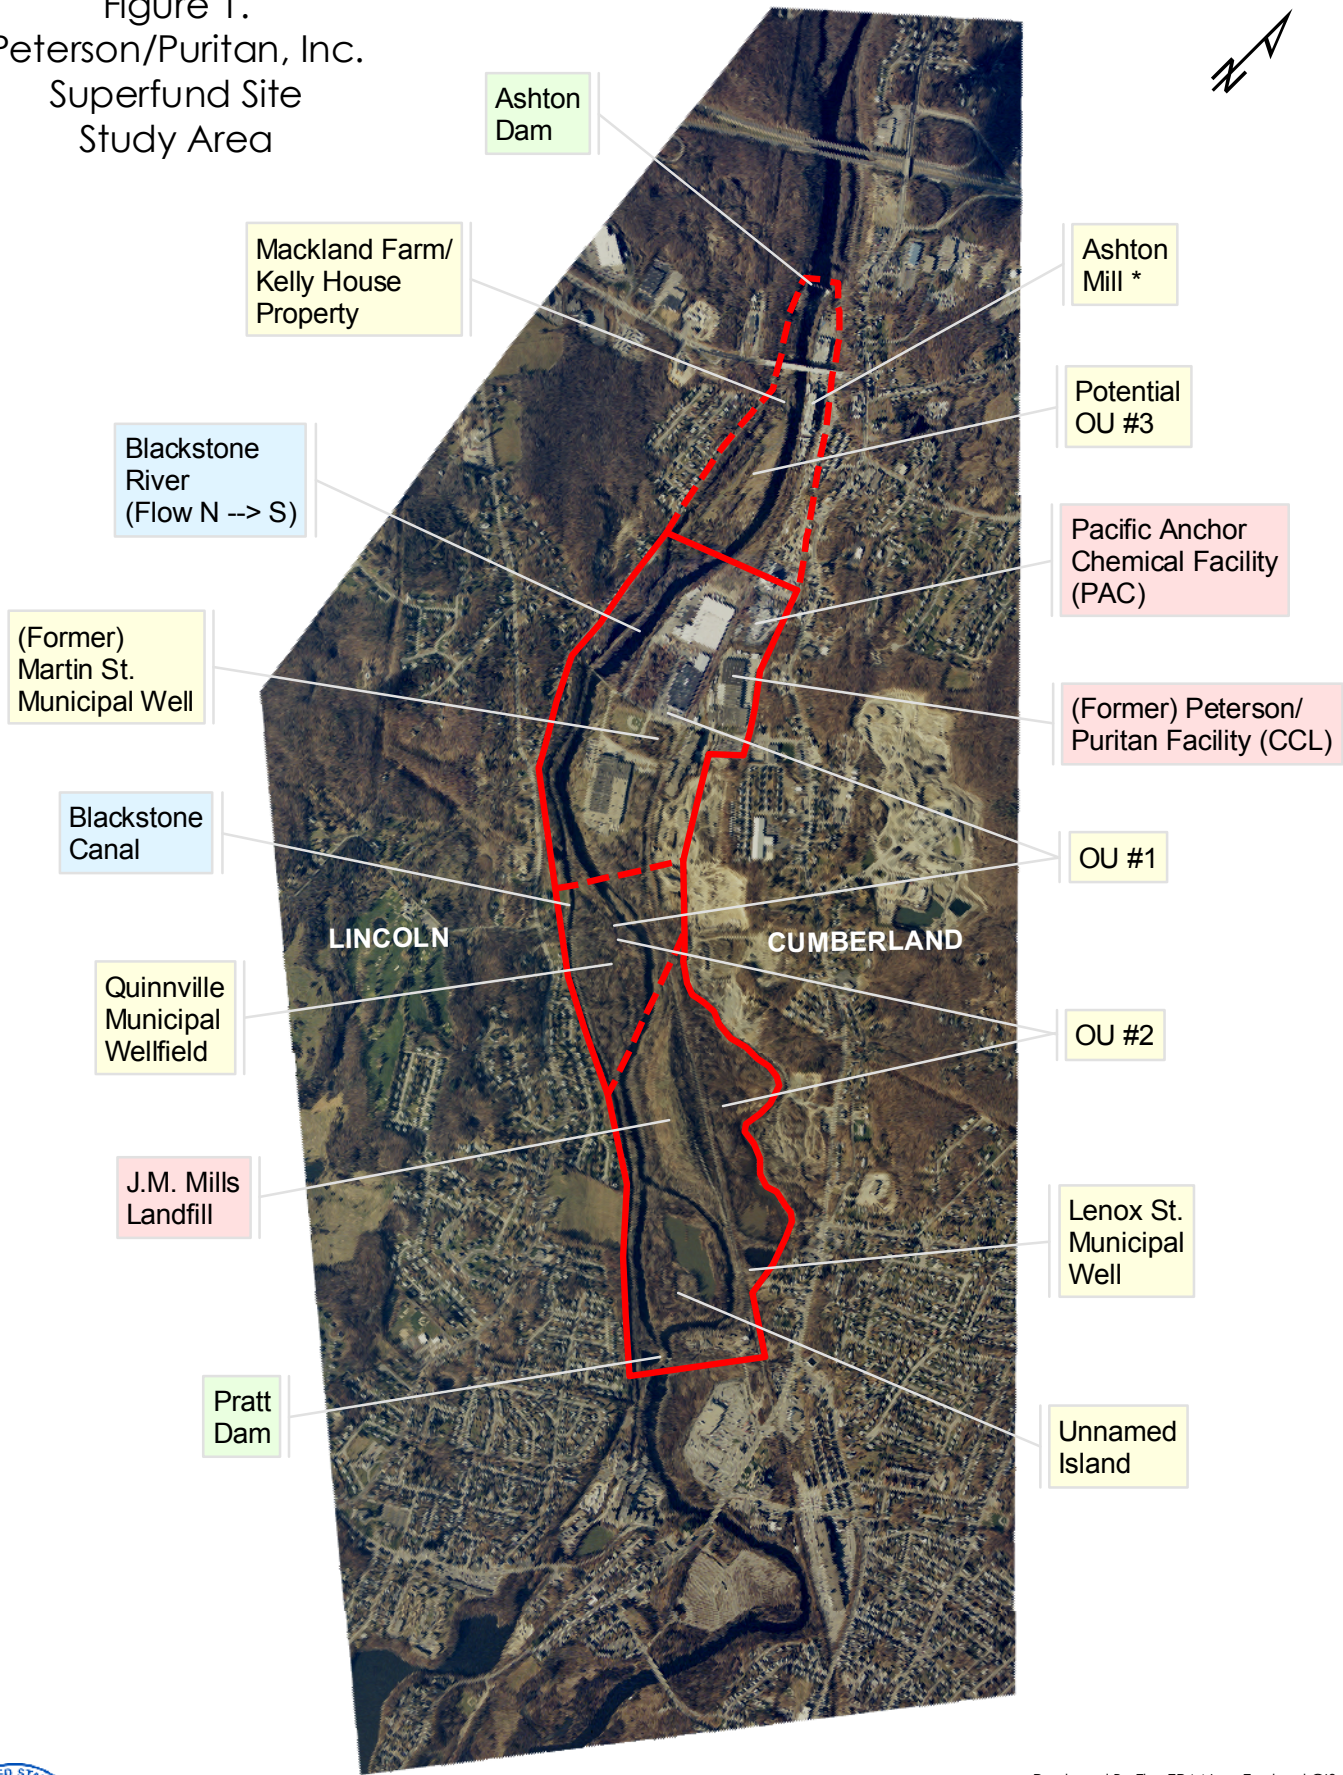 Figure 1.
Peterson/Puritan, Inc.
Superfund Site
Study Area
Ashton
Dam
Mackland Farm/
Kelly House
Property
Ashton
Mill *
Potential
OU #3
Blackstone
River
(Flow N --> S)
Pacific Anchor
Chemical Facility
(PAC)
(Former)
Martin St.
Municipal Well
(Former) Peterson/
Puritan Facility (CCL)
Blackstone
Canal
OU #1
LINCOLN
CUMBERLAND
Quinnville
Municipal
Wellfield
OU #2
J.M. Mills
Landfill
Lenox St.
Municipal
Well
Pratt
Dam
Unnamed
Island
N